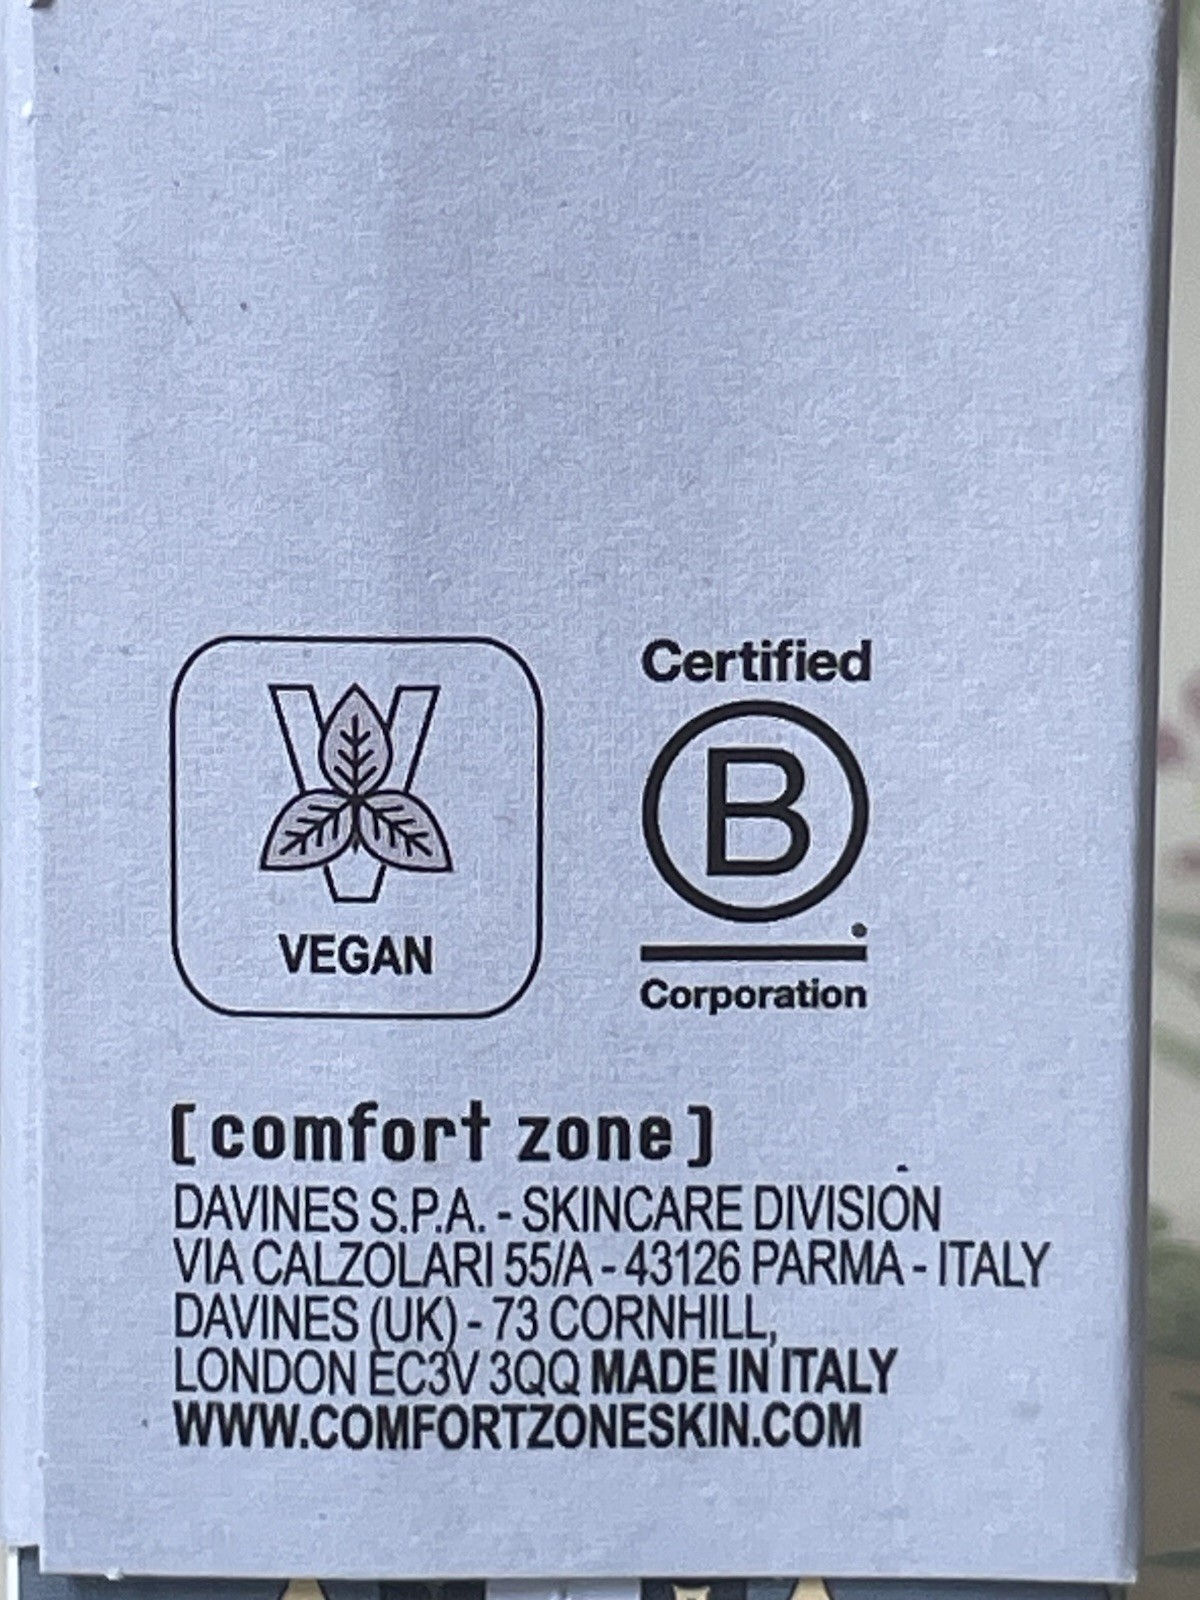 Certified
B
Corporation
V
VEGAN
[comfort zone]
DAVINES S.P.A. - SKINCARE DIVISION
VIA CALZOLARI 55/A - 43126 PARMA - ITALY
DAVINES (UK) - 73 CORNHILL,
LONDON EC3V 3QQ MADE IN ITALY
WWW.COMFORTZONESKIN.COM